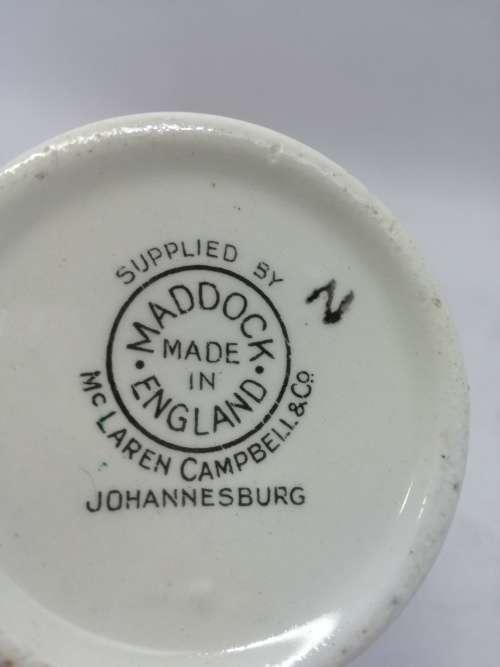 SUPPLIED BY
MADDOCK
MADE
IN
ENGLAND
McLAREN CAMPBELL & Co.
JOHANNESBURG
N